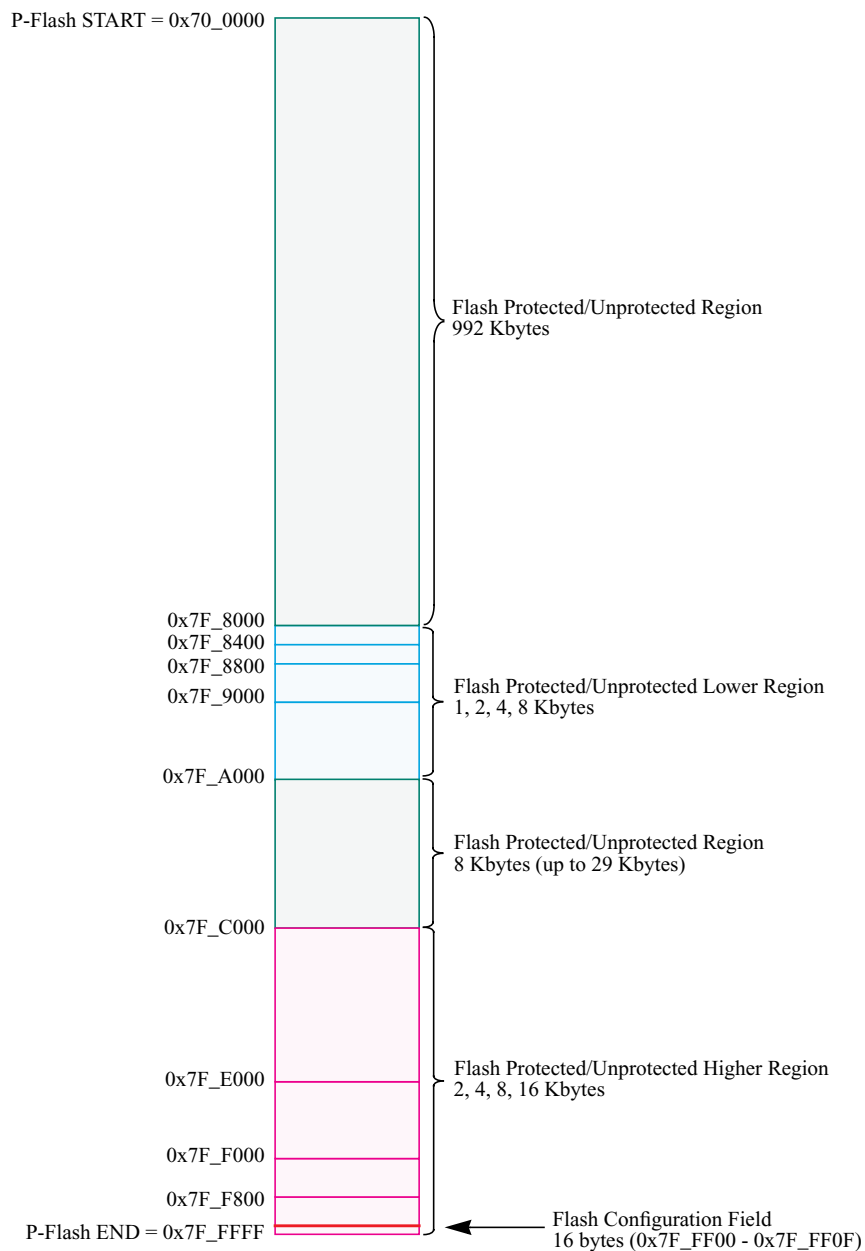 P-Flash START = 0x70_0000
Flash Protected/Unprotected Region
992 Kbytes
0x7F_8000
0x7F_8400
0x7F_8800
0x7F_9000
Flash Protected/Unprotected Lower Region
1, 2, 4, 8 Kbytes
0x7F_A000
Flash Protected/Unprotected Region
8 Kbytes (up to 29 Kbytes)
0x7F_C000
Flash Protected/Unprotected Higher Region
2, 4, 8, 16 Kbytes
0x7F_E000
0x7F_F000
0x7F_F800
P-Flash END = 0x7F_FFFF
Flash Configuration Field
16 bytes (0x7F_FF00 - 0x7F_FF0F)